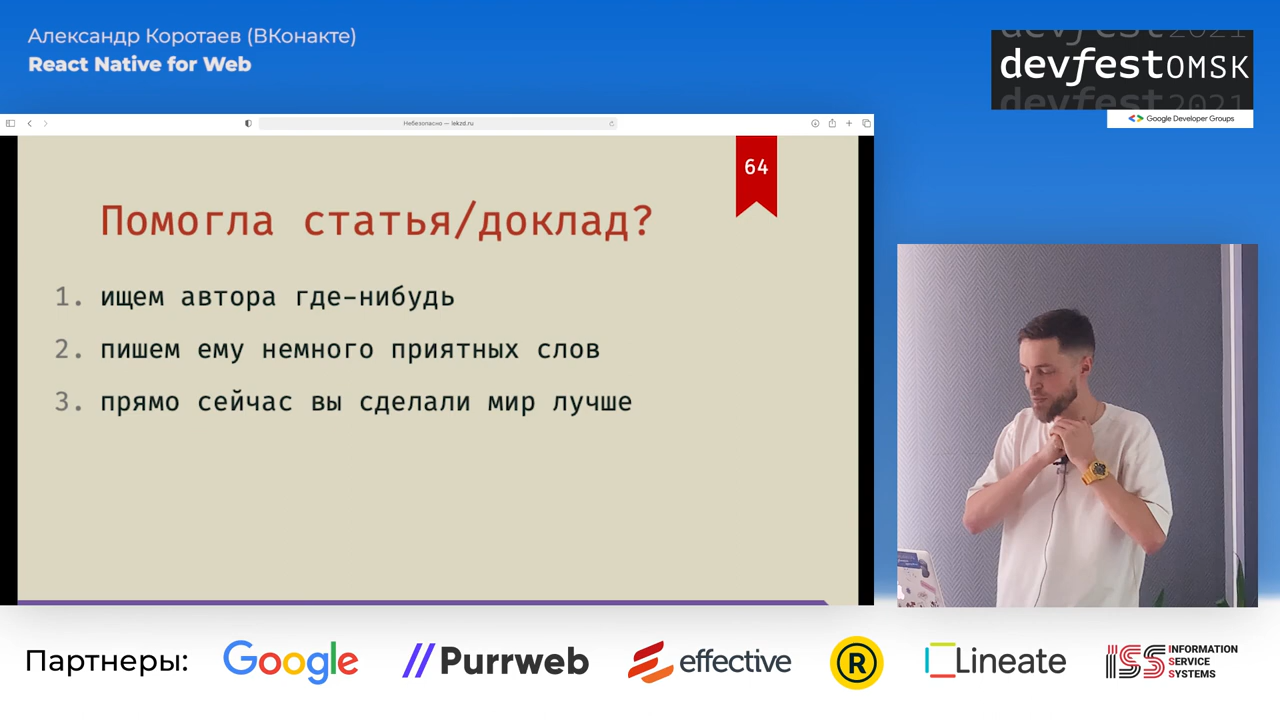 Александр Коротаев (ВКонакте)
React Native for Web
devfest2021
devfestOMSK
devfest2021
Google Developer Groups
Небезопасно — lekzd.ru
64
Помогла статья/доклад?
1. ищем автора где-нибудь
2. пишем ему немного приятных слов
3. прямо сейчас вы сделали мир лучше
Партнеры:
Google
Purrweb
effective
R
Lineate
ISS INFORMATION
SERVICE
SYSTEMS